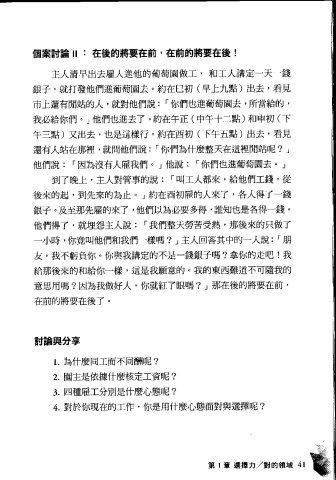 個案討論 II： 在後的將要在前，在前的將要在後！
主人清早出去雇人進他的葡萄園做工， 和工人講定一天一錢
銀子，就打發他們進葡萄園去。約在巳初（早上九點）出去，看見
市上還有閒站的人，就對他們說：「你們也進葡萄園去，所當給的，
我必給你們。」他們也進去了。約在午正（中午十二點）和申初（下
午三點）又出去，也是這樣行。約在酉初（下午五點）出去，看見
還有人站在那裡，就問他們說：「你們為什麼整天在這裡閒站呢？」
他們說：「因為沒有人雇我們。」他說：「你們也進葡萄園去。」
到了晚上，主人對管事的說：「叫工人都來，給他們工錢，從
後來的起，到先來的為止。」約在酉初雇的人來了，各人得了一錢
銀子。及至那先雇的來了，他們以為必要多得，誰知也是各得一錢。
他們得了，就埋怨主人說：「我們整天勞苦受熱，那後來的只做了
一小時，你竟叫他們和我們一樣嗎？」主人回答其中的一人說：「朋
友，我不虧負你。你與我講定的不是一錢銀子嗎？拿你的走吧！我
給那後來的和給你一樣，這是我願意的。我的東西難道不可隨我的
意思用嗎？因為我做好人，你就紅了眼嗎？」那在後的將要在前，
在前的將要在後了。
討論與分享
1. 為什麼同工而不同酬呢？
2. 園主是依據什麼核定工資呢？
3. 四種雇工分別是什麼心態呢？
4. 對於你現在的工作，你是用什麼心態面對與選擇呢？
第 1 章 選擇力／對的領域 41